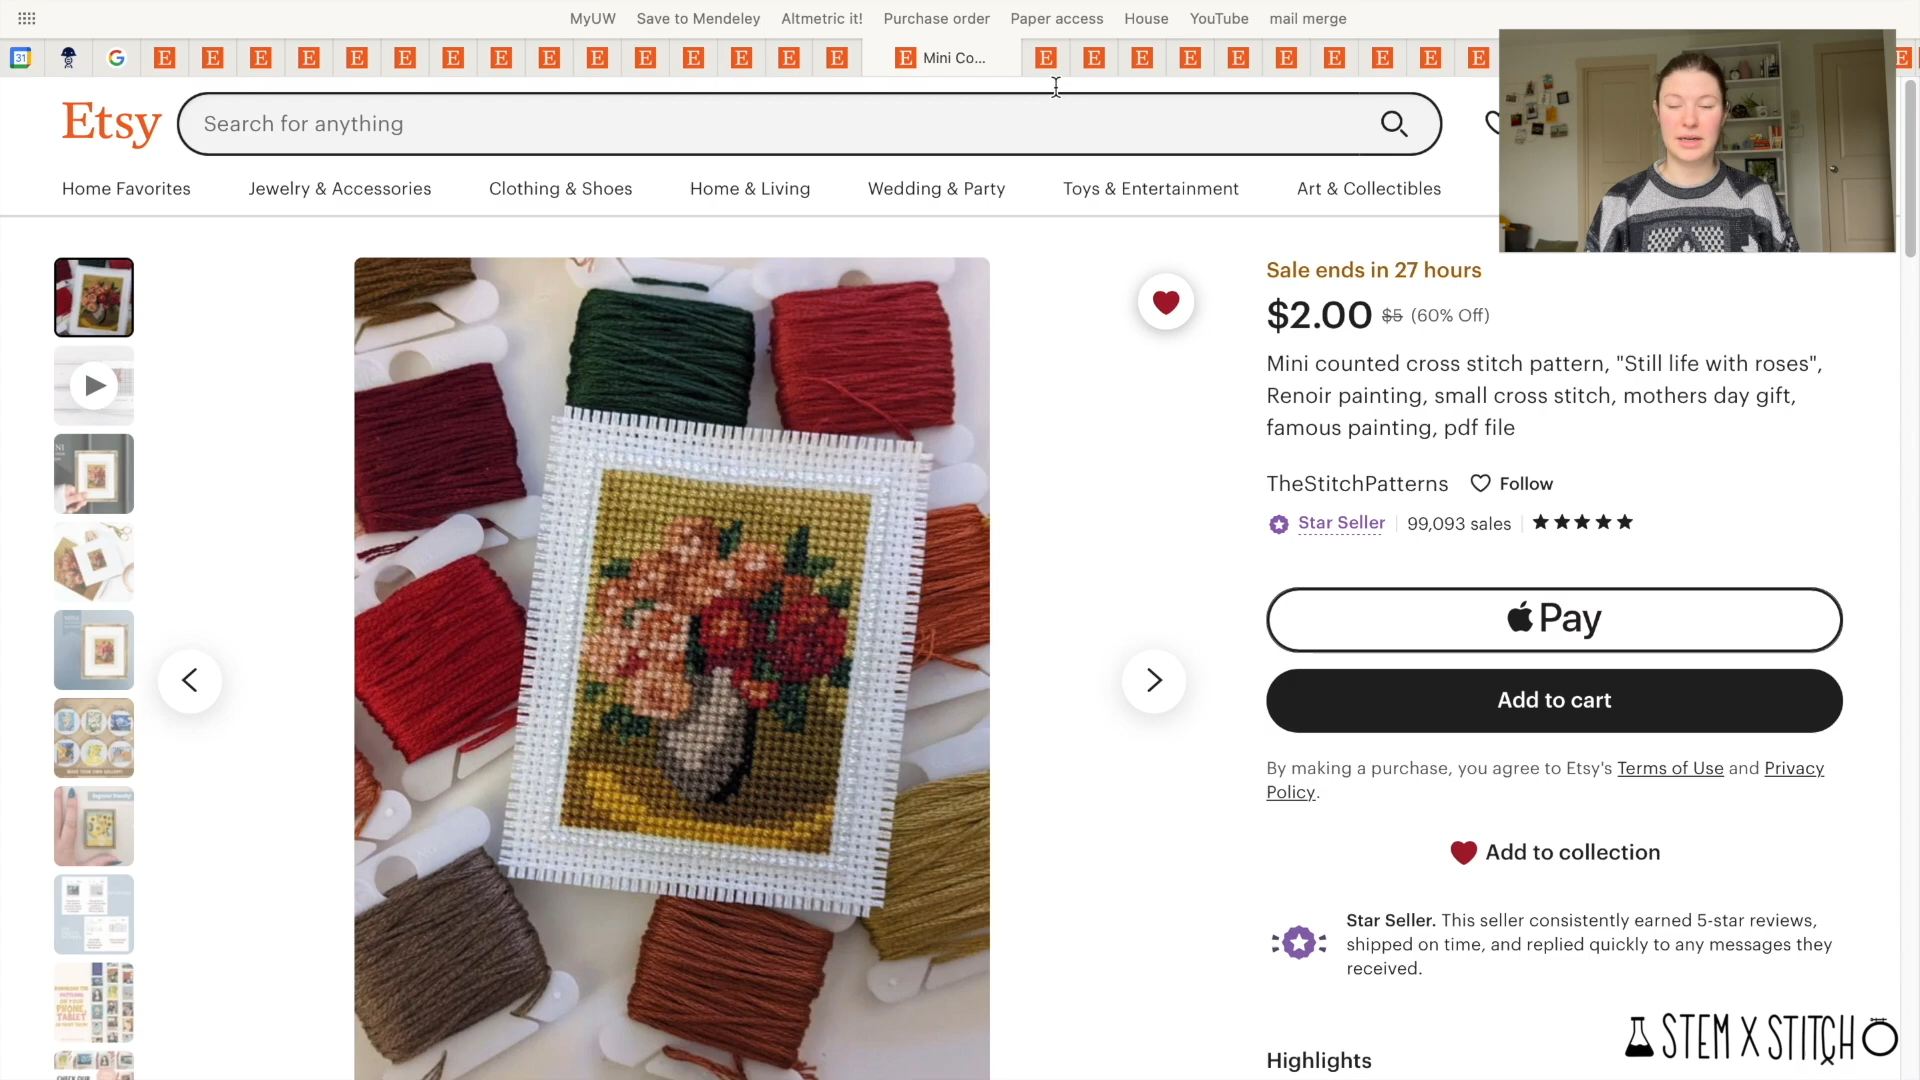 MyUW Save to Mendeley Altmetric it! Purchase order Paper access House YouTube mail merge
31 G E E E E E E E E E E E E E E E E Mini Co... E E E E E E E E E E E
Etsy Search for anything
Home Favorites Jewelry & Accessories Clothing & Shoes Home & Living Wedding & Party Toys & Entertainment Art & Collectibles
Sale ends in 27 hours
$2.00 $5 (60% Off)
Mini counted cross stitch pattern, "Still life with roses",
Renoir painting, small cross stitch, mothers day gift,
famous painting, pdf file
TheStitchPatterns Follow
Star Seller 99,093 sales
Pay
Add to cart
By making a purchase, you agree to Etsy's Terms of Use and Privacy
Policy.
Add to collection
Star Seller. This seller consistently earned 5-star reviews,
shipped on time, and replied quickly to any messages they
received.
STEM X STITCH
Highlights